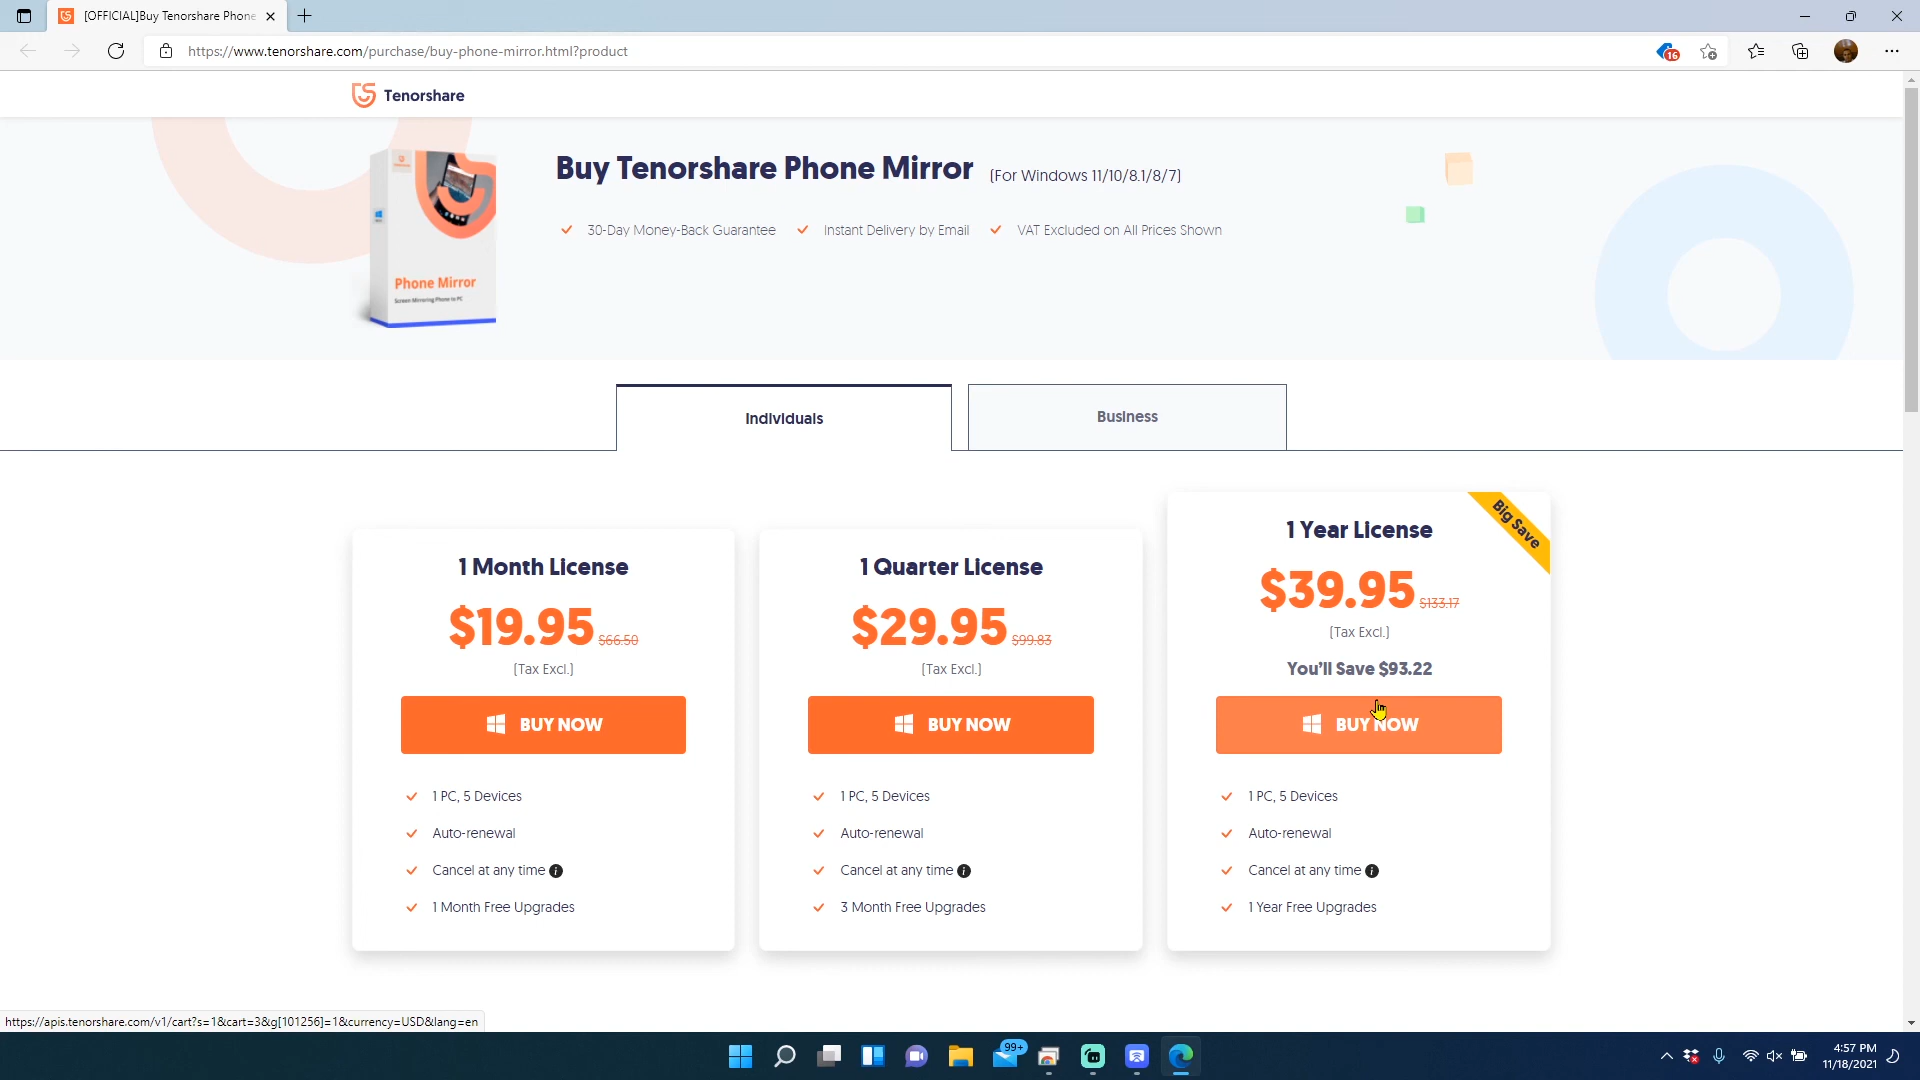 [OFFICIAL]Buy Tenorshare Phone
https://www.tenorshare.com/purchase/buy-phone-mirror.html?product
16
Tenorshare
Buy Tenorshare Phone Mirror (For Windows 11/10/8.1/8/7)
30-Day Money-Back Guarantee Instant Delivery by Email VAT Excluded on All Prices Shown
Phone Mirror
Screen Mirroring Phone to PC
Individuals
Business
Big Save
1 Month License
$19.95 $66.50
(Tax Excl.)
BUY NOW
1 PC, 5 Devices
Auto-renewal
Cancel at any time
1 Month Free Upgrades
1 Quarter License
$29.95 $99.83
(Tax Excl.)
BUY NOW
1 PC, 5 Devices
Auto-renewal
Cancel at any time
3 Month Free Upgrades
1 Year License
$39.95 $133.17
(Tax Excl.)
You'll Save $93.22
BUY NOW
1 PC, 5 Devices
Auto-renewal
Cancel at any time
1 Year Free Upgrades
https://apis.tenorshare.com/v1/cart?s=1&cart=3&g[101256]=1&currency=USD&lang=en
99+
4:57 PM
11/18/2021